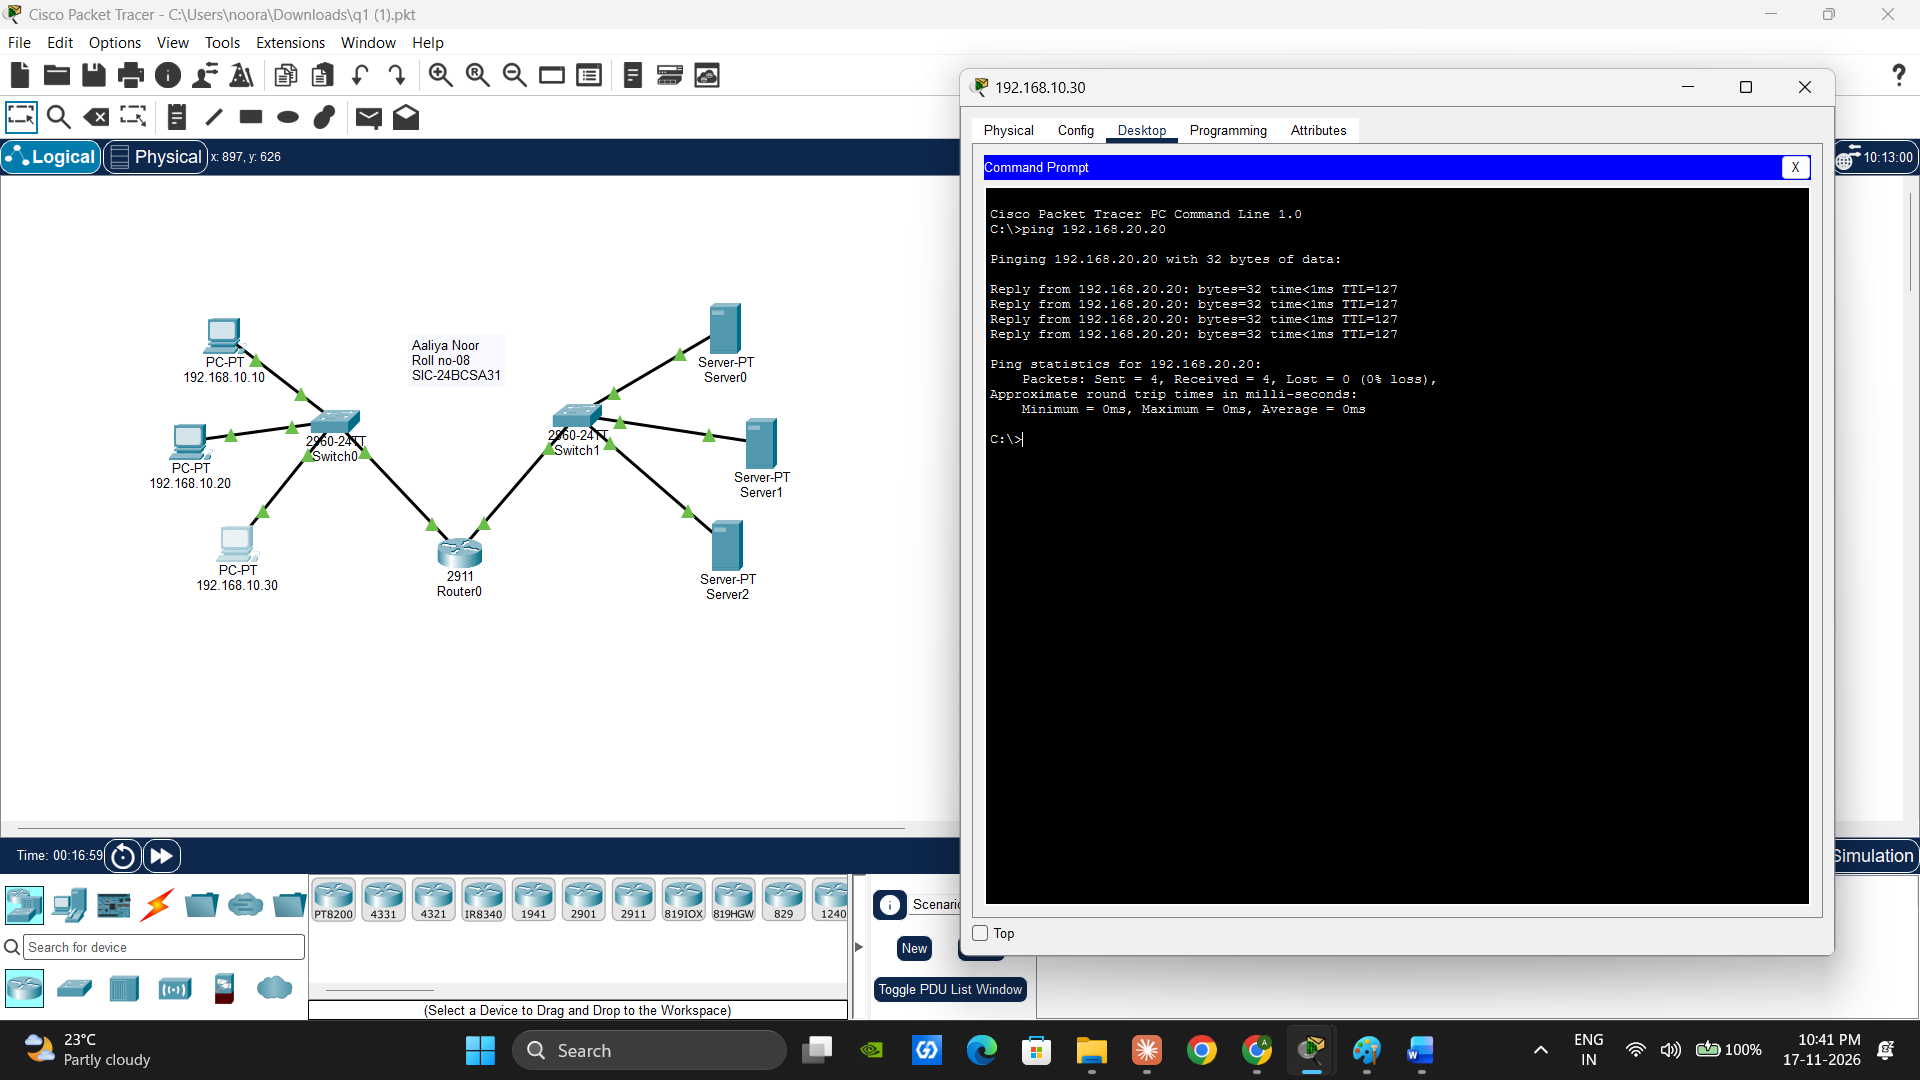 Cisco Packet Tracer - C:\Users\noora\Downloads\q1 (1).pkt
File Edit Options View Tools Extensions Window Help
Logical Physical x: 897, y: 626
10:13:00
PC-PT
192.168.10.10
PC-PT
192.168.10.20
PC-PT
192.168.10.30
Aaliya Noor
Roll no-08
SIC-24BCSA31
2960-24TT
Switch0
2960-24TT
Switch1
2911
Router0
Server-PT
Server0
Server-PT
Server1
Server-PT
Server2
192.168.10.30
Physical Config Desktop Programming Attributes
Command Prompt X
Cisco Packet Tracer PC Command Line 1.0
C:\>ping 192.168.20.20
Pinging 192.168.20.20 with 32 bytes of data:
Reply from 192.168.20.20: bytes=32 time<1ms TTL=127
Reply from 192.168.20.20: bytes=32 time<1ms TTL=127
Reply from 192.168.20.20: bytes=32 time<1ms TTL=127
Reply from 192.168.20.20: bytes=32 time<1ms TTL=127
Ping statistics for 192.168.20.20:
Packets: Sent = 4, Received = 4, Lost = 0 (0% loss),
Approximate round trip times in milli-seconds:
Minimum = 0ms, Maximum = 0ms, Average = 0ms
C:\>
Top
Time: 00:16:59
Simulation
PT8200 4331 4321 IR8340 1941 2901 2911 819IOX 819HGW 829 1240
Search for device
(Select a Device to Drag and Drop to the Workspace)
Scenario
New
Toggle PDU List Window
23°C
Partly cloudy
Search
ENG
IN
100%
10:41 PM
17-11-2026